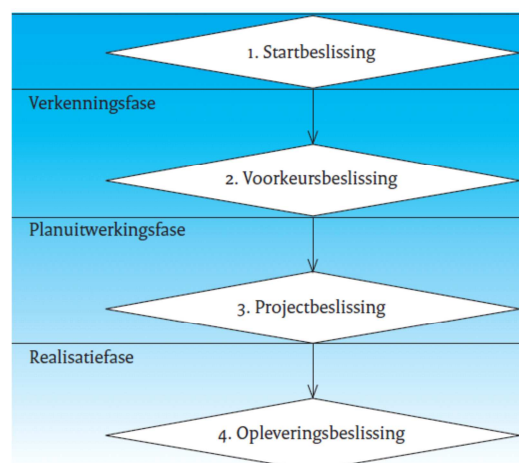 1. Startbeslissing
Verkenningsfase
2. Voorkeursbeslissing
Planuitwerkingsfase
3. Projectbeslissing
Realisatiefase
4. Opleveringsbeslissing